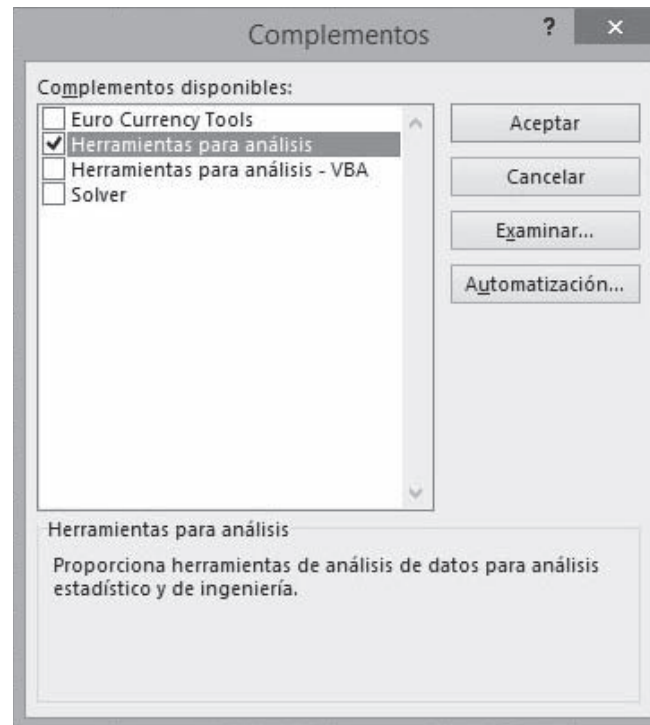 Complementos
?
×
Complementos disponibles:
Euro Currency Tools
Herramientas para análisis
Herramientas para análisis - VBA
Solver
Aceptar
Cancelar
Examinar...
Automatización...
Herramientas para análisis
Proporciona herramientas de análisis de datos para análisis
estadístico y de ingeniería.